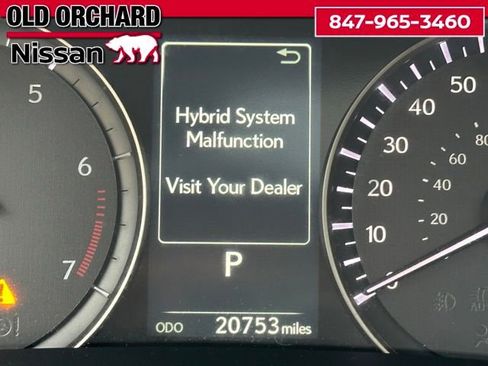 OLD ORCHARD
Nissan
847-965-3460
Hybrid System
Malfunction
Visit Your Dealer
P
ODO 20753 miles
5
6
7
50
40
30
20
10
0
80
60
40
20